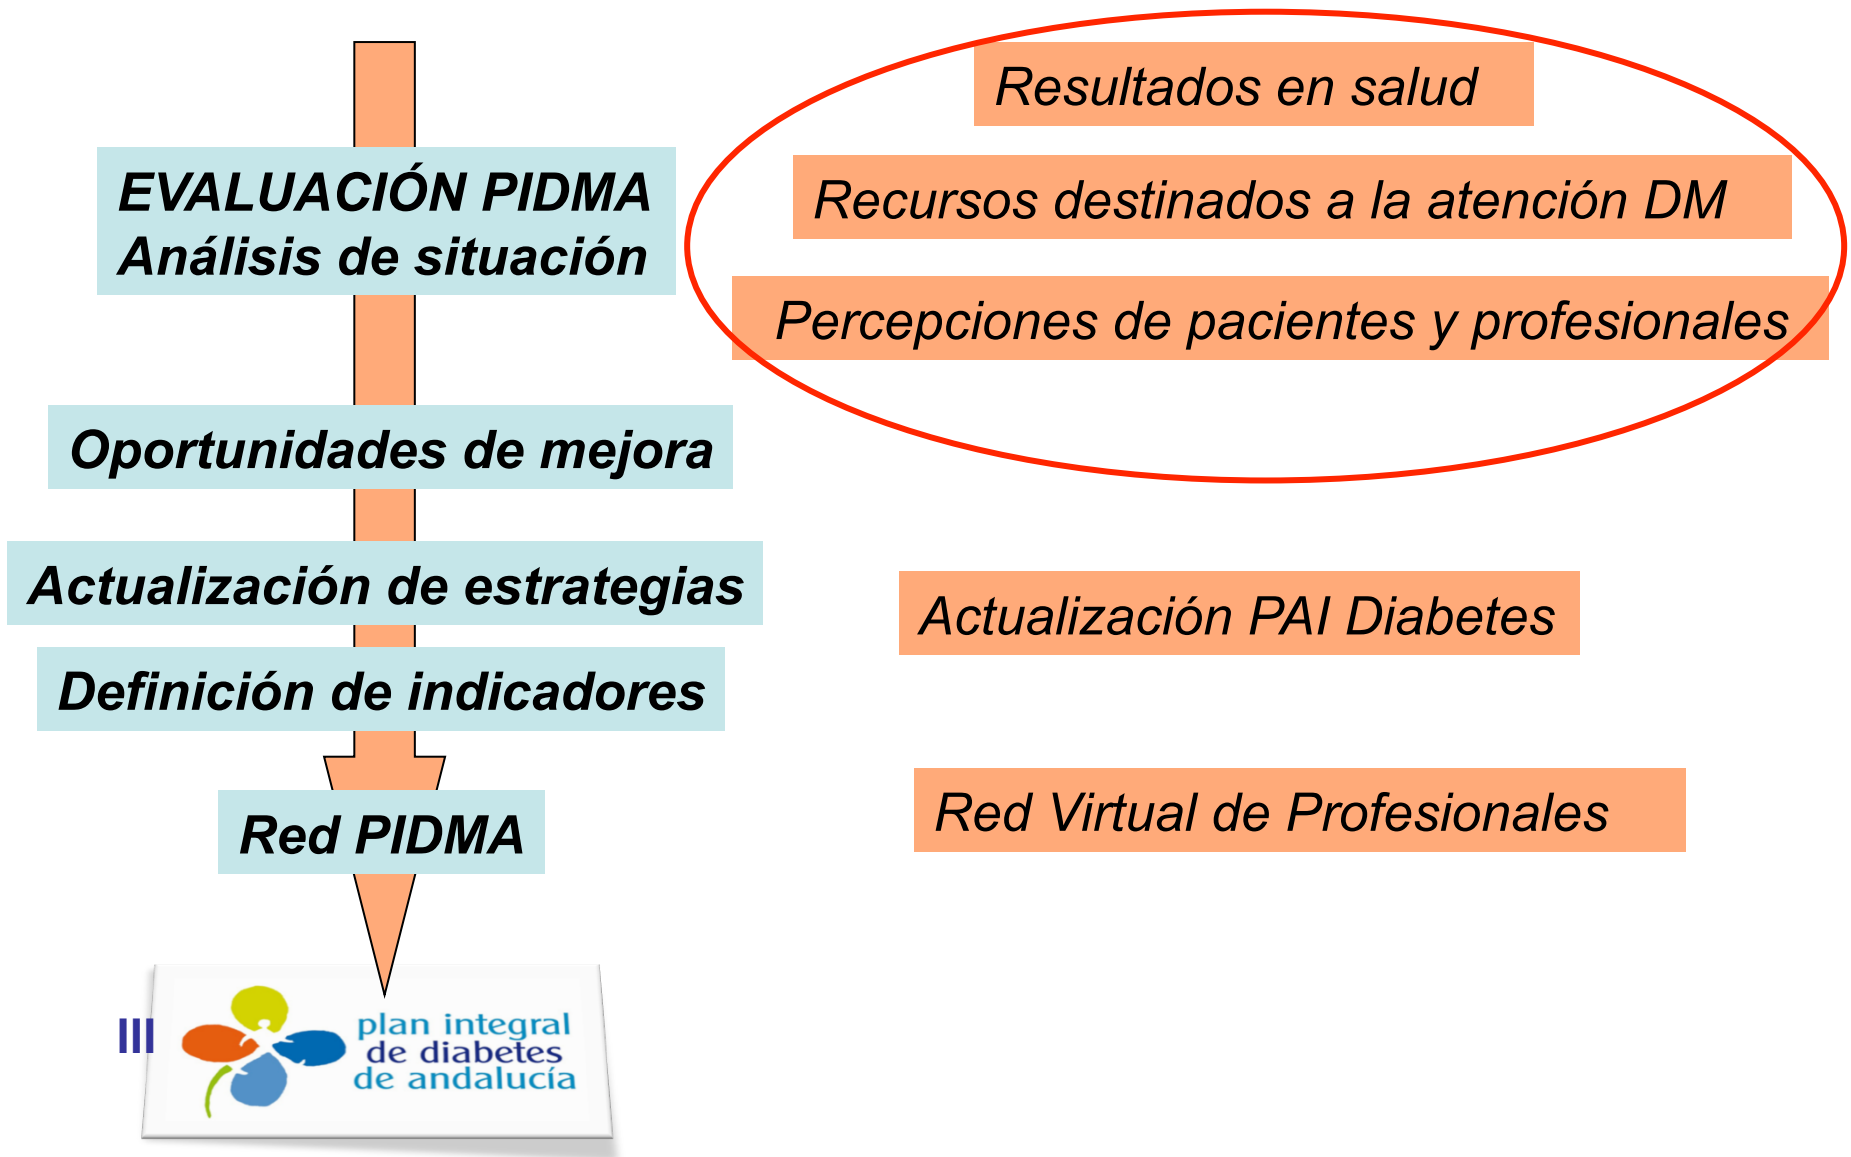 EVALUACIÓN PIDMA
Análisis de situación
Oportunidades de mejora
Actualización de estrategias
Definición de indicadores
Red PIDMA
III
plan integral
de diabetes
de andalucía
Resultados en salud
Recursos destinados a la atención DM
Percepciones de pacientes y profesionales
Actualización PAI Diabetes
Red Virtual de Profesionales